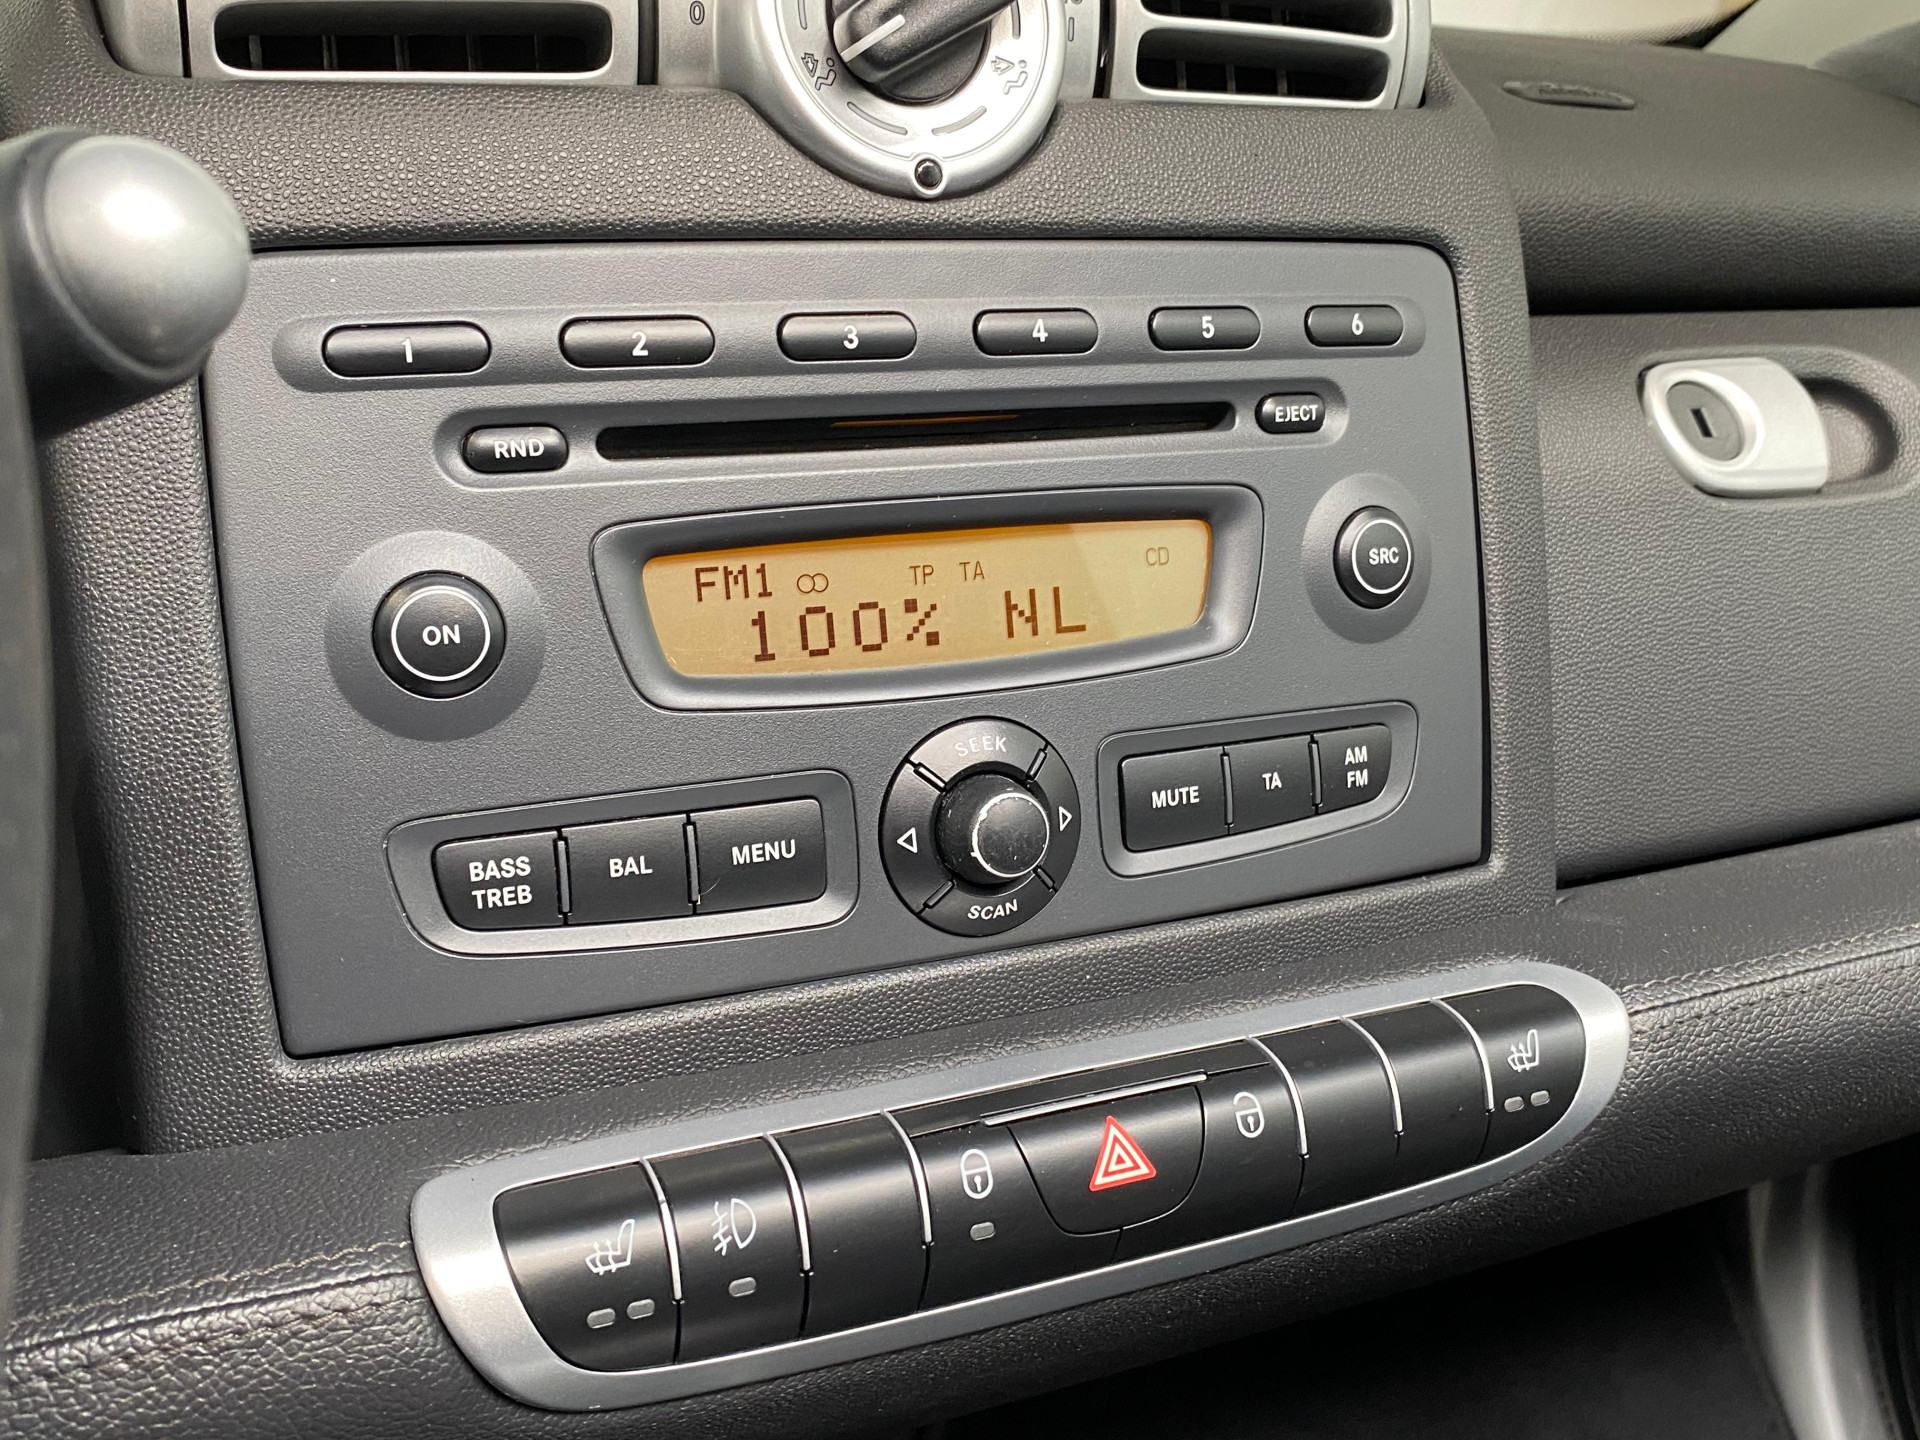 0
1 2 3 4 5 6
RND EJECT
FM1 TP TA CD
100% NL
ON
SRC
SEEK
SCAN
BASS
TREB
BAL
MENU
MUTE
TA
AM
FM